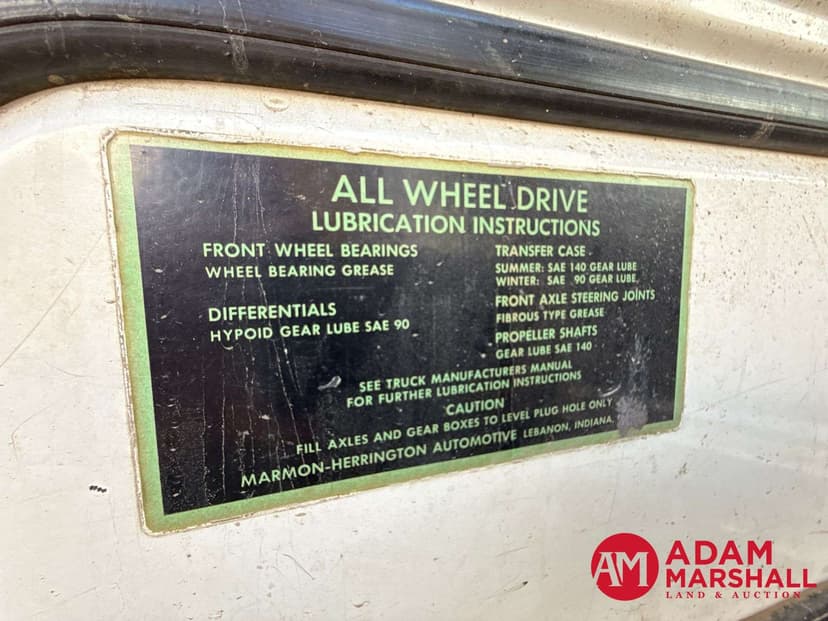 ALL WHEEL DRIVE
LUBRICATION INSTRUCTIONS
FRONT WHEEL BEARINGS
WHEEL BEARING GREASE
DIFFERENTIALS
HYPOID GEAR LUBE SAE 90
TRANSFER CASE
SUMMER: SAE 140 GEAR LUBE
WINTER: SAE 90 GEAR LUBE
FRONT AXLE STEERING JOINTS
FIBROUS TYPE GREASE
PROPELLER SHAFTS
GEAR LUBE SAE 140
SEE TRUCK MANUFACTURERS MANUAL
FOR FURTHER LUBRICATION INSTRUCTIONS
CAUTION
FILL AXLES AND GEAR BOXES TO LEVEL PLUG HOLE ONLY
MARMON-HERRINGTON AUTOMOTIVE LEBANON, INDIANA.
AM ADAM
MARSHALL
LAND & AUCTION